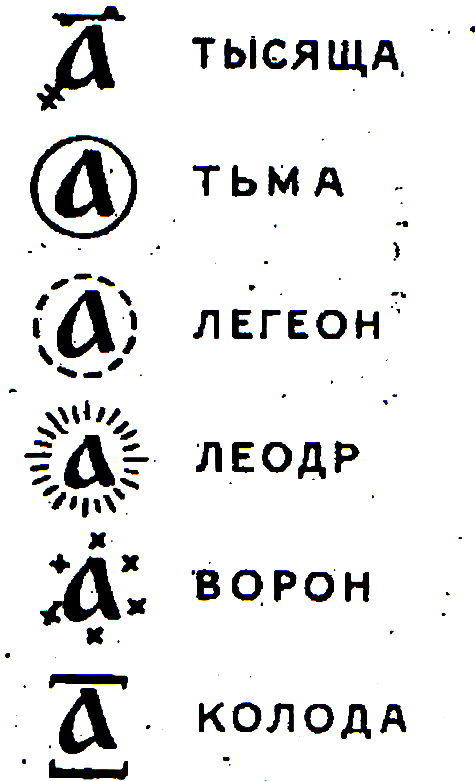 а ТЫСЯЩА
а ТЬМА
а ЛЕГЕОН
а ЛЕОДР
а ВОРОН
а КОЛОДА